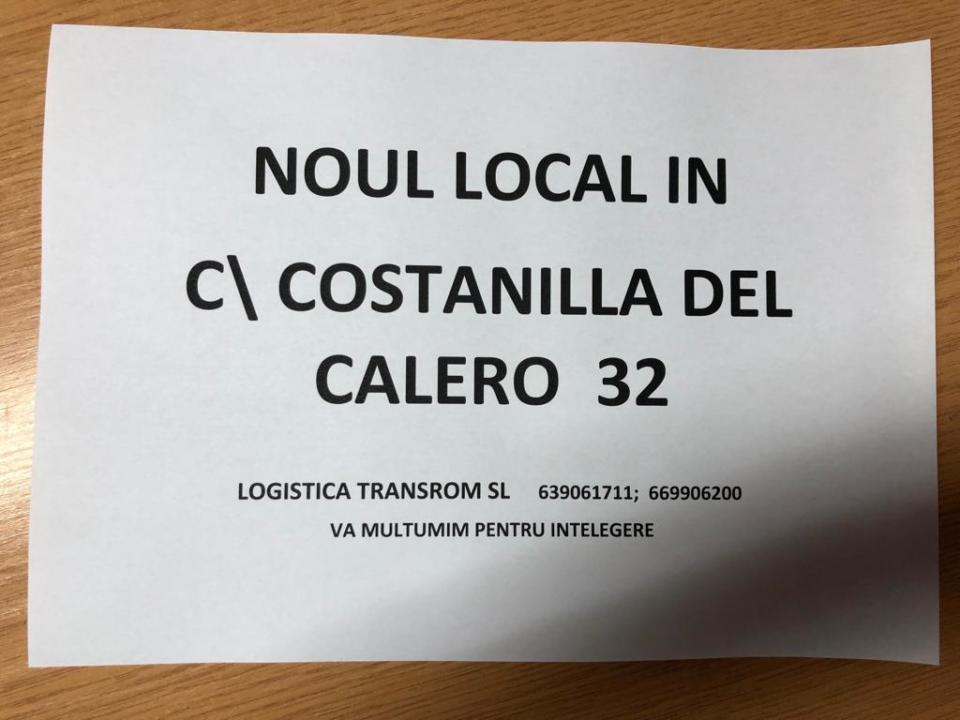 NOUL LOCAL IN
C\ COSTANILLA DEL
CALERO 32
LOGISTICA TRANSROM SL 639061711; 669906200
VA MULTUMIM PENTRU INTELEGERE